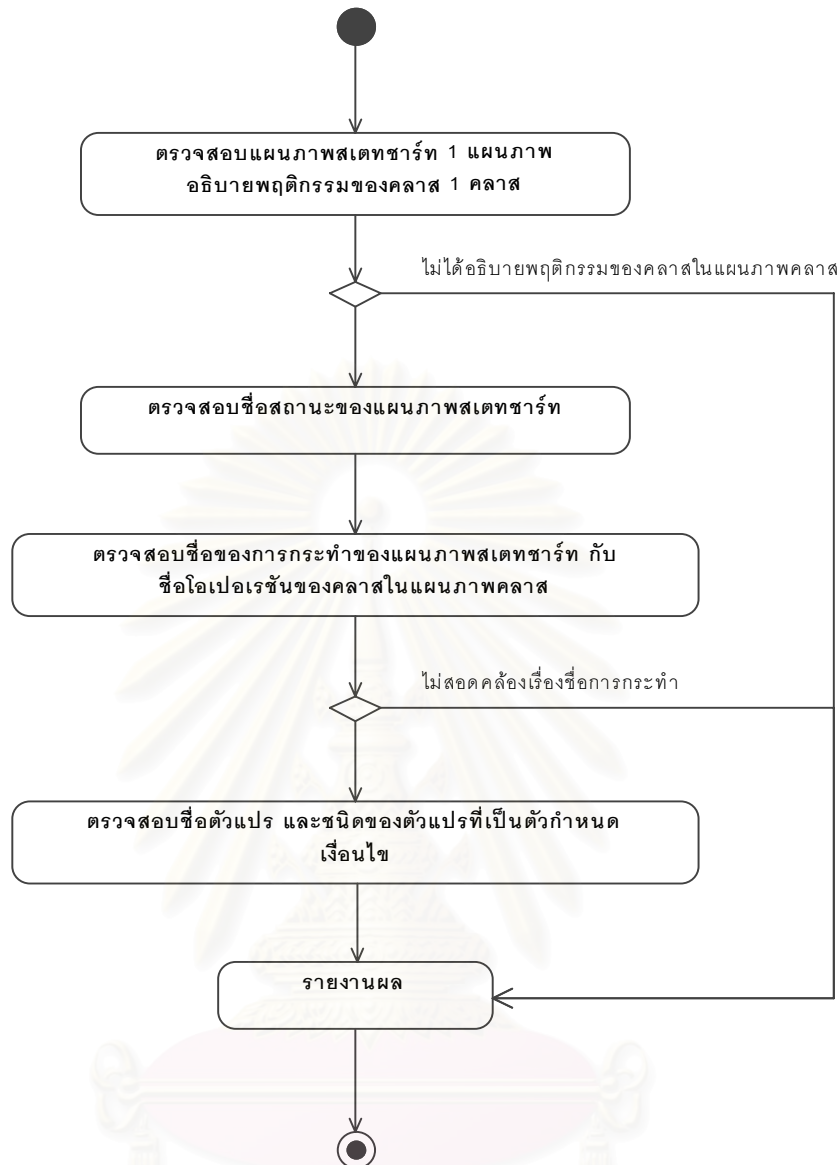 ตรวจสอบแผนภาพสเตทชาร์ท 1 แผนภาพ
อธิบายพฤติกรรมของคลาส 1 คลาส
ไม่ได้อธิบายพฤติกรรมของคลาสในแผนภาพคลาส
ตรวจสอบชื่อสถานะของแผนภาพสเตทชาร์ท
ตรวจสอบชื่อของการกระทำของแผนภาพสเตทชาร์ท กับ
ชื่อโอเปอเรชันของคลาสในแผนภาพคลาส
ไม่สอดคล้องเรื่องชื่อการกระทำ
ตรวจสอบชื่อตัวแปร และชนิดของตัวแปรที่เป็นตัวกำหนด
เงื่อนไข
รายงานผล